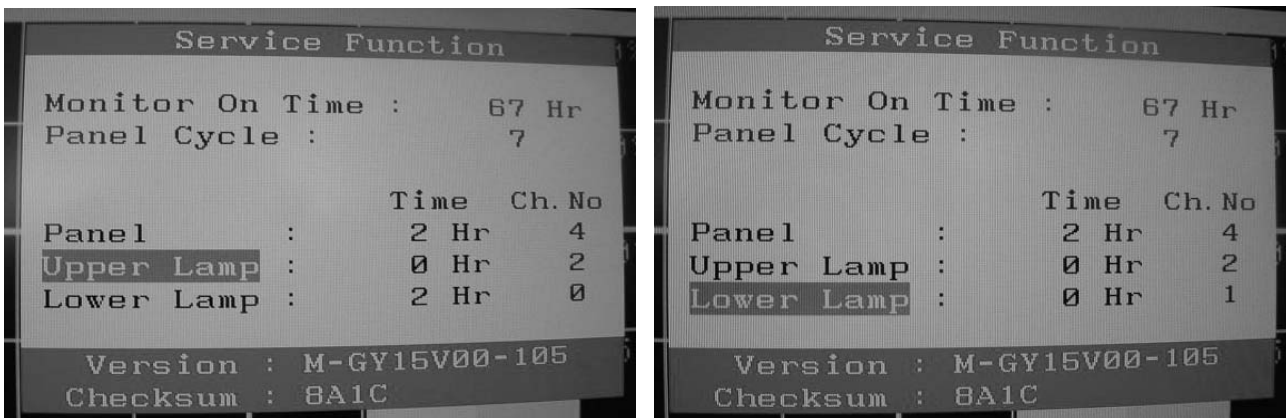 Service Function
Monitor On Time : 67 Hr
Panel Cycle : 7
Time Ch. No
Panel : 2 Hr 4
Upper Lamp : 0 Hr 2
Lower Lamp : 2 Hr 0
Version : M-GY15V00-105
Checksum : 8A1C
Service Function
Monitor On Time : 67 Hr
Panel Cycle : 7
Time Ch. No
Panel : 2 Hr 4
Upper Lamp : 0 Hr 2
Lower Lamp : 0 Hr 1
Version : M-GY15V00-105
Checksum : 8A1C